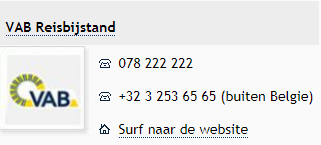 VAB Reisbijstand
VAB
078 222 222
+32 3 253 65 65 (buiten Belgie)
Surf naar de website